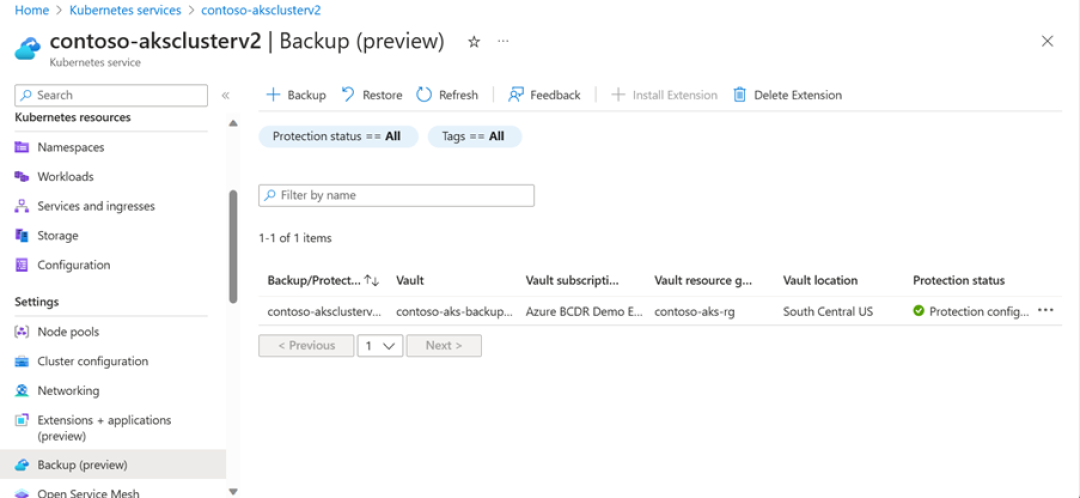 Home > Kubernetes services > contoso-aksclusterv2
contoso-aksclusterv2 | Backup (preview) ☆ ···
Kubernetes service
Search
«
+ Backup Restore Refresh Feedback + Install Extension Delete Extension
Kubernetes resources
Namespaces
Workloads
Services and ingresses
Storage
Configuration
Settings
Node pools
Cluster configuration
Networking
Extensions + applications
(preview)
Backup (preview)
Open Service Mesh
Protection status == All Tags == All
Filter by name
1-1 of 1 items
Backup/Protect... ↑↓ Vault Vault subscripti... Vault resource g... Vault location Protection status
contoso-aksclusterv... contoso-aks-backup... Azure BCDR Demo E... contoso-aks-rg South Central US Protection config... ···
< Previous 1 Next >